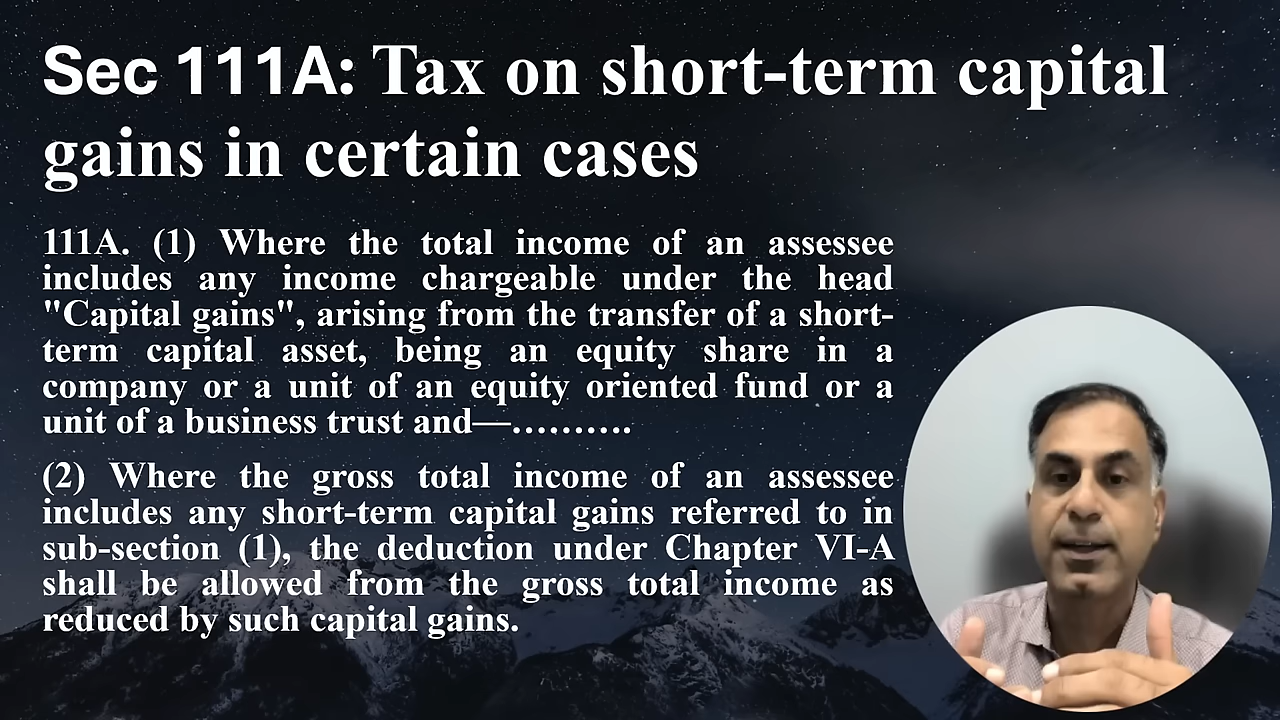 Sec 111A: Tax on short-term capital
gains in certain cases
111A. (1) Where the total income of an assessee
includes any income chargeable under the head
"Capital gains", arising from the transfer of a short-
term capital asset, being an equity share in a
company or a unit of an equity oriented fund or a
unit of a business trust and—..........
(2) Where the gross total income of an assessee
includes any short-term capital gains referred to in
sub-section (1), the deduction under Chapter VI-A
shall be allowed from the gross total income as
reduced by such capital gains.